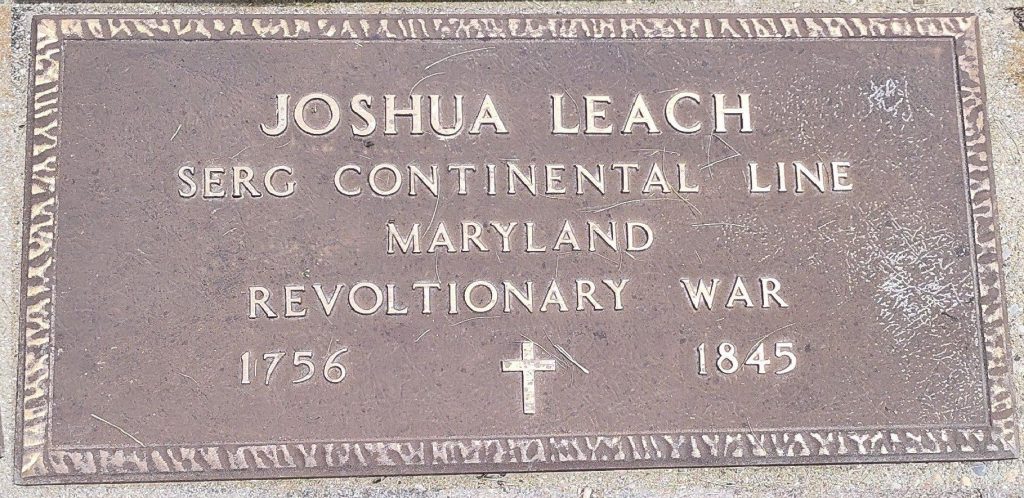 JOSHUA LEACH
SERG CONTINENTAL LINE
MARYLAND
REVOLTIONARY WAR
1756 1845